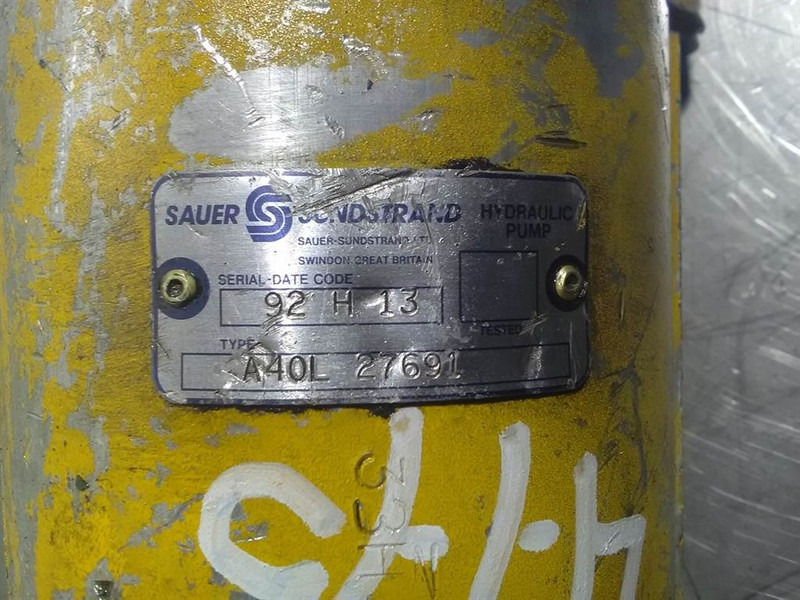 SAUER SUNDSTRAND
HYDRAULIC
PUMP
SAUER-SUNDSTRAND LTD
SWINDON GREAT BRITAIN
SERIAL-DATE CODE
92 H 13
TESTED
TYPE
A40L 27691